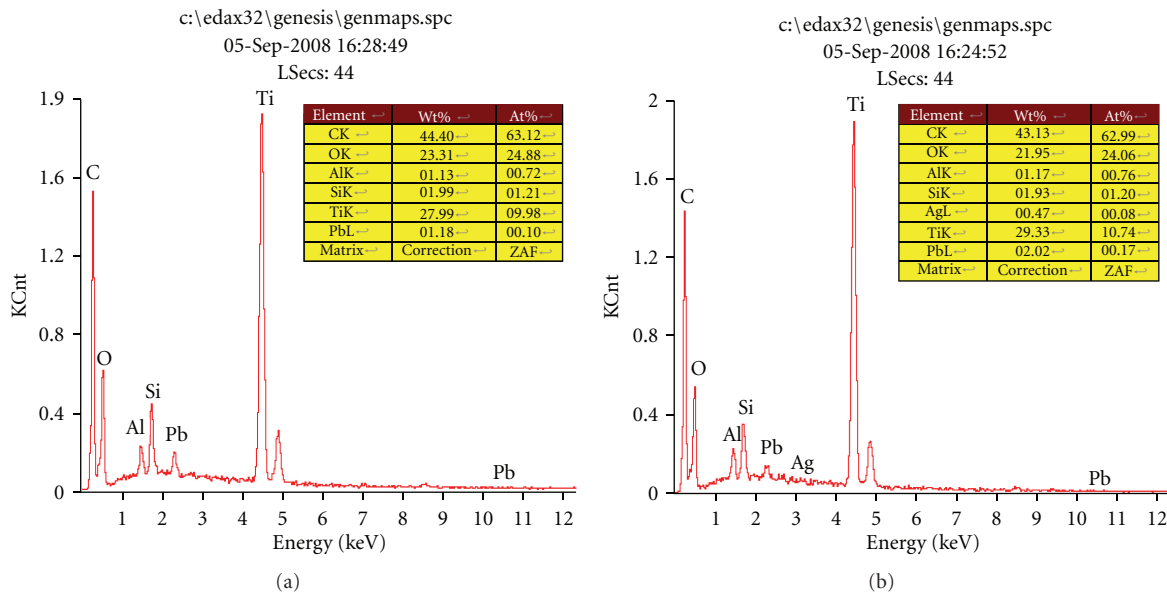 c:\edax32\genesis\genmaps.spc
05-Sep-2008 16:28:49
LSecs: 44
1.9
1.6
1.2
0.8
0.4
0
KCnt
C
O
Al
Si
Pb
Ti
Pb
Element ↩ Wt% ↩ At% ↩
CK ↩ 44.40↩ 63.12↩
OK ↩ 23.31↩ 24.88↩
AlK↩ 01.13↩ 00.72↩
SiK↩ 01.99↩ 01.21↩
TiK↩ 27.99↩ 09.98↩
PbL↩ 01.18↩ 00.10↩
Matrix↩ Correction↩ ZAF↩
1 2 3 4 5 6 7 8 9 10 11 12
Energy (keV)
(a)
c:\edax32\genesis\genmaps.spc
05-Sep-2008 16:24:52
LSecs: 44
2
1.6
1.2
0.8
0.4
0
KCnt
C
O
Al
Si
Pb
Ag
Ti
Pb
Element ↩ Wt% ↩ At% ↩
CK ↩ 43.13↩ 62.99↩
OK ↩ 21.95↩ 24.06↩
AlK↩ 01.17↩ 00.76↩
SiK↩ 01.93↩ 01.20↩
AgL↩ 00.47↩ 00.08↩
TiK↩ 29.33↩ 10.74↩
PbL↩ 02.02↩ 00.17↩
Matrix↩ Correction↩ ZAF↩
1 2 3 4 5 6 7 8 9 10 11 12
Energy (keV)
(b)